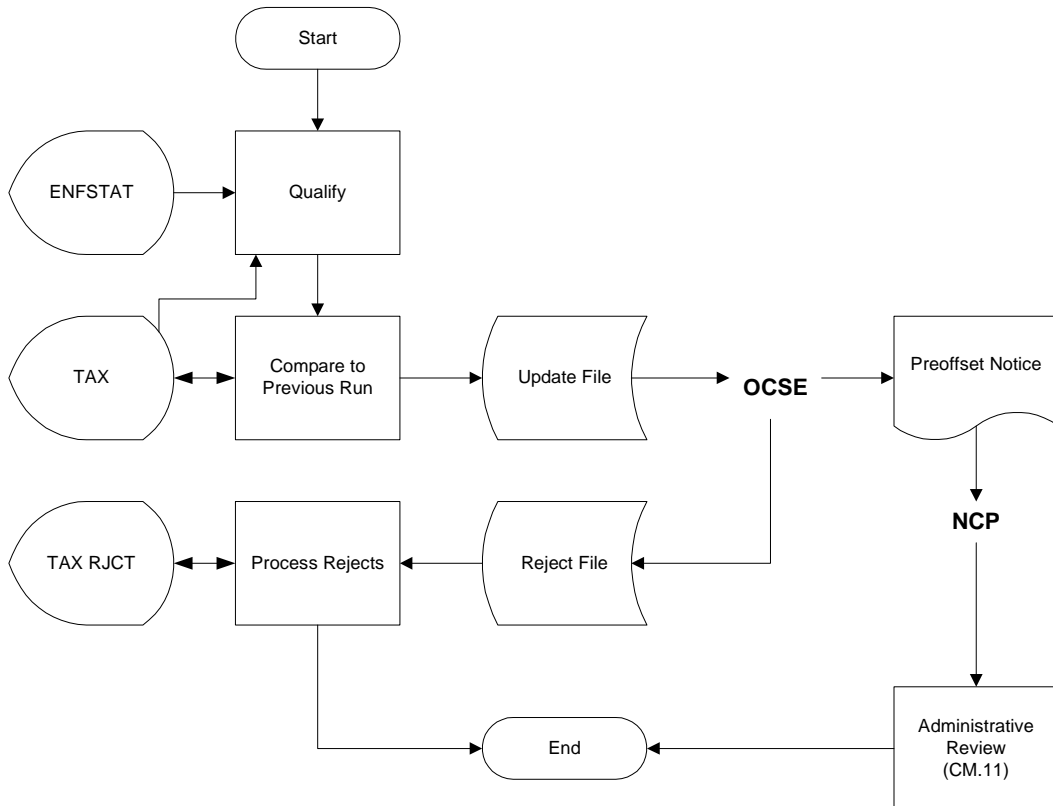 Start
ENFSTAT
Qualify
TAX
Compare to
Previous Run
Update File
OCSE
Preoffset Notice
NCP
TAX RJCT
Process Rejects
Reject File
End
Administrative
Review
(CM.11)